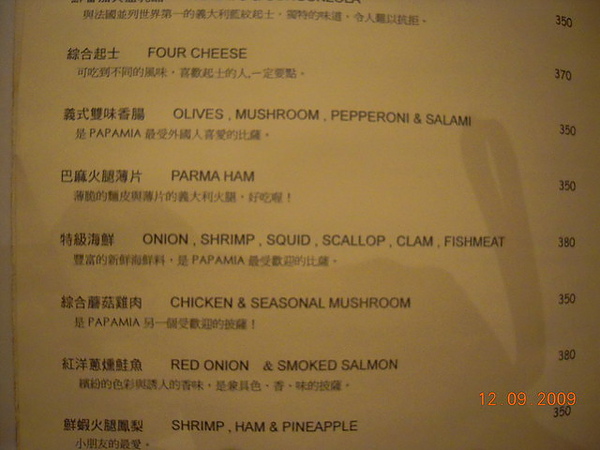 與法國並列世界第一的義大利藍紋起士，獨特的味道，令人難以抗拒。 350
綜合起士 FOUR CHEESE
可吃到不同的風味，喜歡起士的人,一定要點。 370
義式雙味香腸 OLIVES , MUSHROOM , PEPPERONI & SALAMI
是 PAPAMIA 最受外國人喜愛的比薩。 350
巴麻火腿薄片 PARMA HAM
薄脆的麵皮與薄片的義大利火腿，好吃喔！ 350
特級海鮮 ONION , SHRIMP , SQUID , SCALLOP , CLAM , FISHMEAT 380
豐富的新鮮海鮮料，是 PAPAMIA 最受歡迎的比薩。
綜合蘑菇雞肉 CHICKEN & SEASONAL MUSHROOM 350
是 PAPAMIA 另一個受歡迎的披薩！
紅洋蔥燻鮭魚 RED ONION & SMOKED SALMON 380
繽紛的色彩與誘人的香味，是兼具色、香、味的披薩。
12 09 2009
鮮蝦火腿鳳梨 SHRIMP , HAM & PINEAPPLE 350
小朋友的最愛。